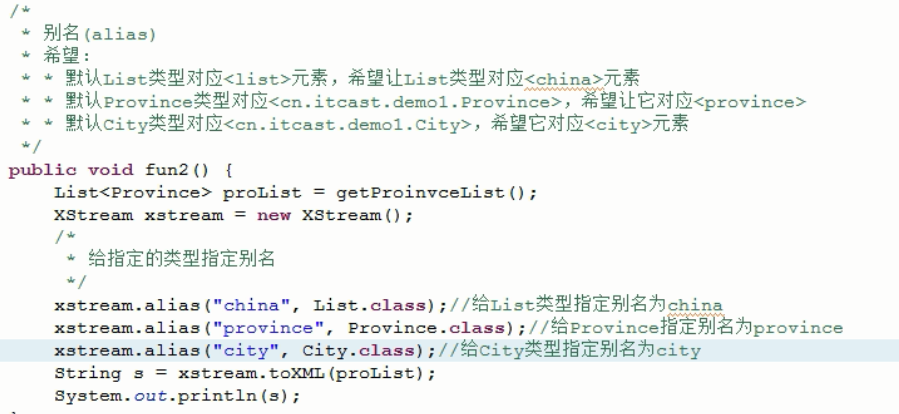 /*
 * 别名(alias)
 * 希望:
 * * 默认List类型对应<list>元素，希望让List类型对应<china>元素
 * * 默认Province类型对应<cn.itcast.demo1.Province>，希望让它对应<province>
 * * 默认City类型对应<cn.itcast.demo1.City>，希望它对应<city>元素
 */
public void fun2() {
    List<Province> proList = getProinvceList();
    XStream xstream = new XStream();
    /*
     * 给指定的类型指定别名
     */
    xstream.alias("china", List.class);//给List类型指定别名为china
    xstream.alias("province", Province.class);//给Province指定别名为province
    xstream.alias("city", City.class);//给City类型指定别名为city
    String s = xstream.toXML(proList);
    System.out.println(s);